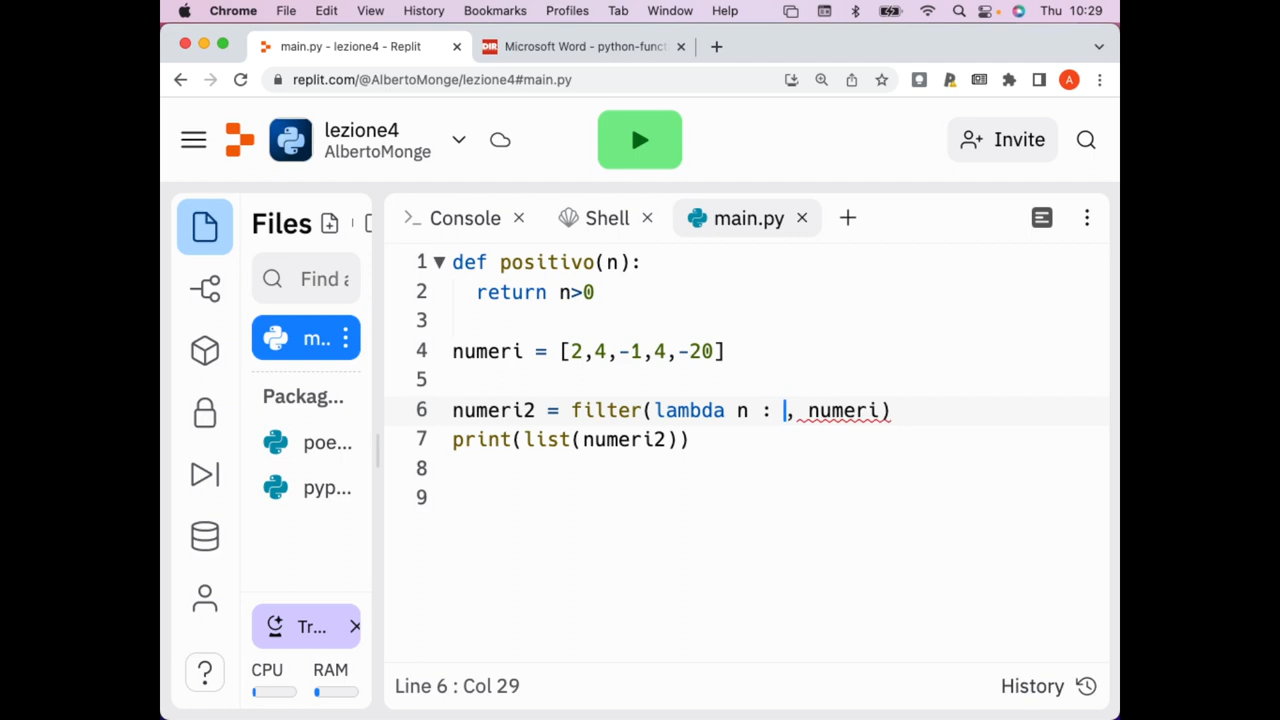 Chrome File Edit View History Bookmarks Profiles Tab Window Help Thu 10:29
main.py - lezione4 - Replit
DIR Microsoft Word - python-funct
replit.com/@AlbertoMonge/lezione4#main.py
A
lezione4
AlbertoMonge
Invite
Files
Console
Shell
main.py
Find a
m..
Packag...
poe...
pyp...
Tr...
CPU RAM
1 def positivo(n):
2 return n>0
3
4 numeri = [2,4,-1,4,-20]
5
6 numeri2 = filter(lambda n : , numeri)
7 print(list(numeri2))
8
9
?
Line 6 : Col 29
History